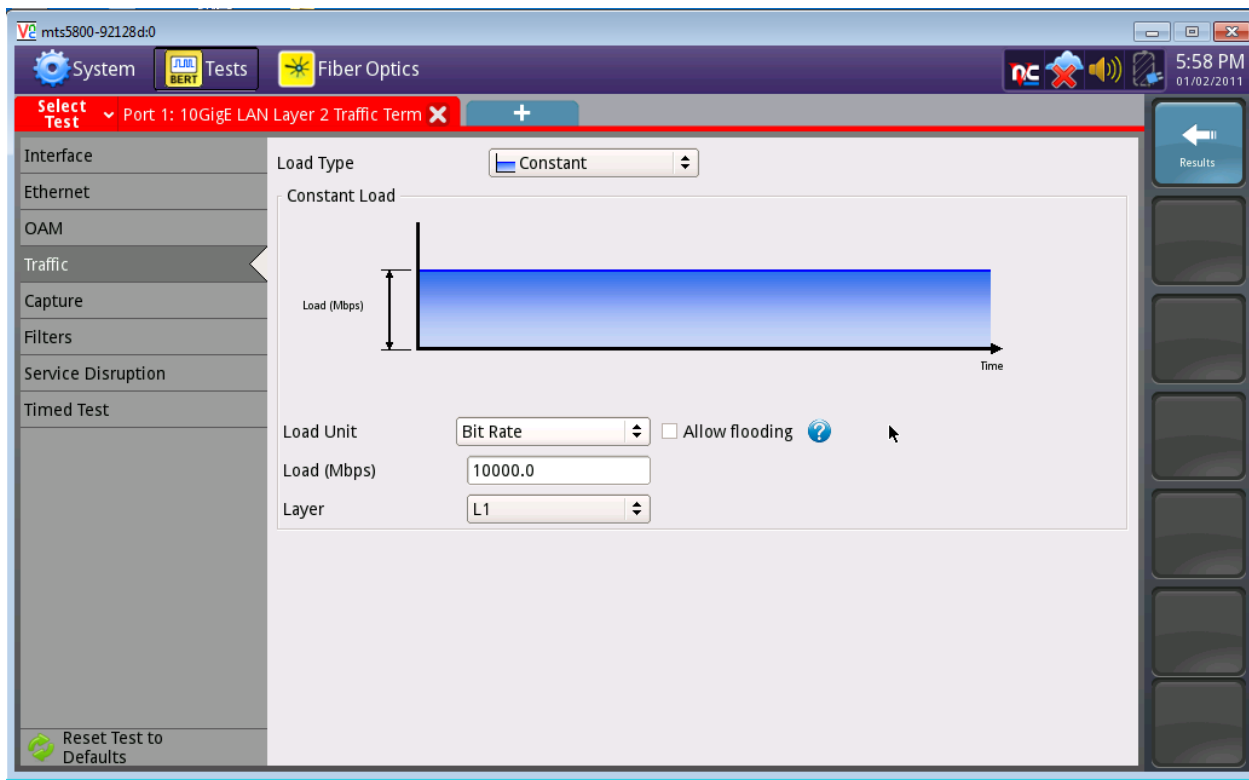 mts5800-92128d:0
System
BERT
Tests
Fiber Optics
5:58 PM
01/02/2011
Select
Test
Port 1: 10GigE LAN Layer 2 Traffic Term
+
Results
Interface
Ethernet
OAM
Traffic
Capture
Filters
Service Disruption
Timed Test
Reset Test to
Defaults
Load Type
Constant
Constant Load
Load (Mbps)
Time
Load Unit
Bit Rate
Allow flooding
?
Load (Mbps)
10000.0
Layer
L1